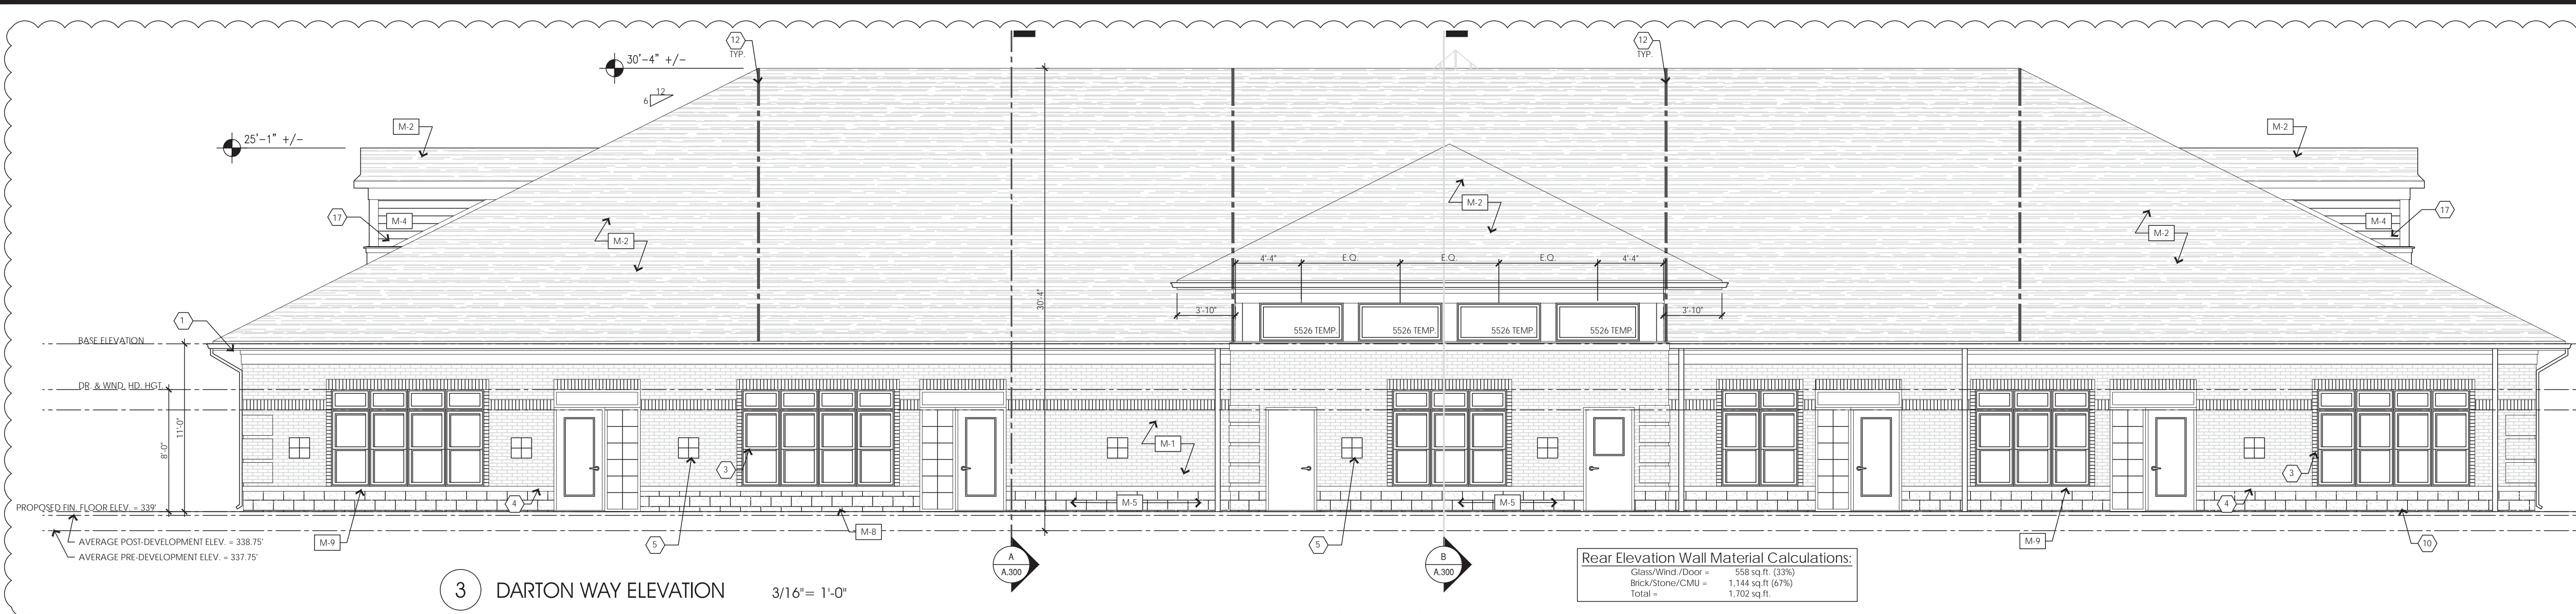 12
TYP.
12
TYP.
30'-4" +/-
12
6
M-2
M-2
25'-1" +/-
M-2
17
M-4
M-4
17
M-2
M-2
4'-4"
E.Q.
E.Q.
E.Q.
4'-4"
30'-4"
3'-10"
3'-10"
1
5526 TEMP.
5526 TEMP.
5526 TEMP.
5526 TEMP.
BASE ELEVATION
DR. & WND. HD. HGT.
11'-0"
8'-0"
M-1
3
3
4
M-5
M-5
4
PROPOSED FIN. FLOOR ELEV. = 339'
M-8
AVERAGE POST-DEVELOPMENT ELEV. = 338.75'
M-9
5
5
M-9
10
AVERAGE PRE-DEVELOPMENT ELEV. = 337.75'
A
A.300
B
A.300
Rear Elevation Wall Material Calculations:
Glass/Wind./Door = 558 sq.ft. (33%)
Brick/Stone/CMU = 1,144 sq.ft (67%)
Total = 1,702 sq.ft.
3 DARTON WAY ELEVATION 3/16"= 1'-0"